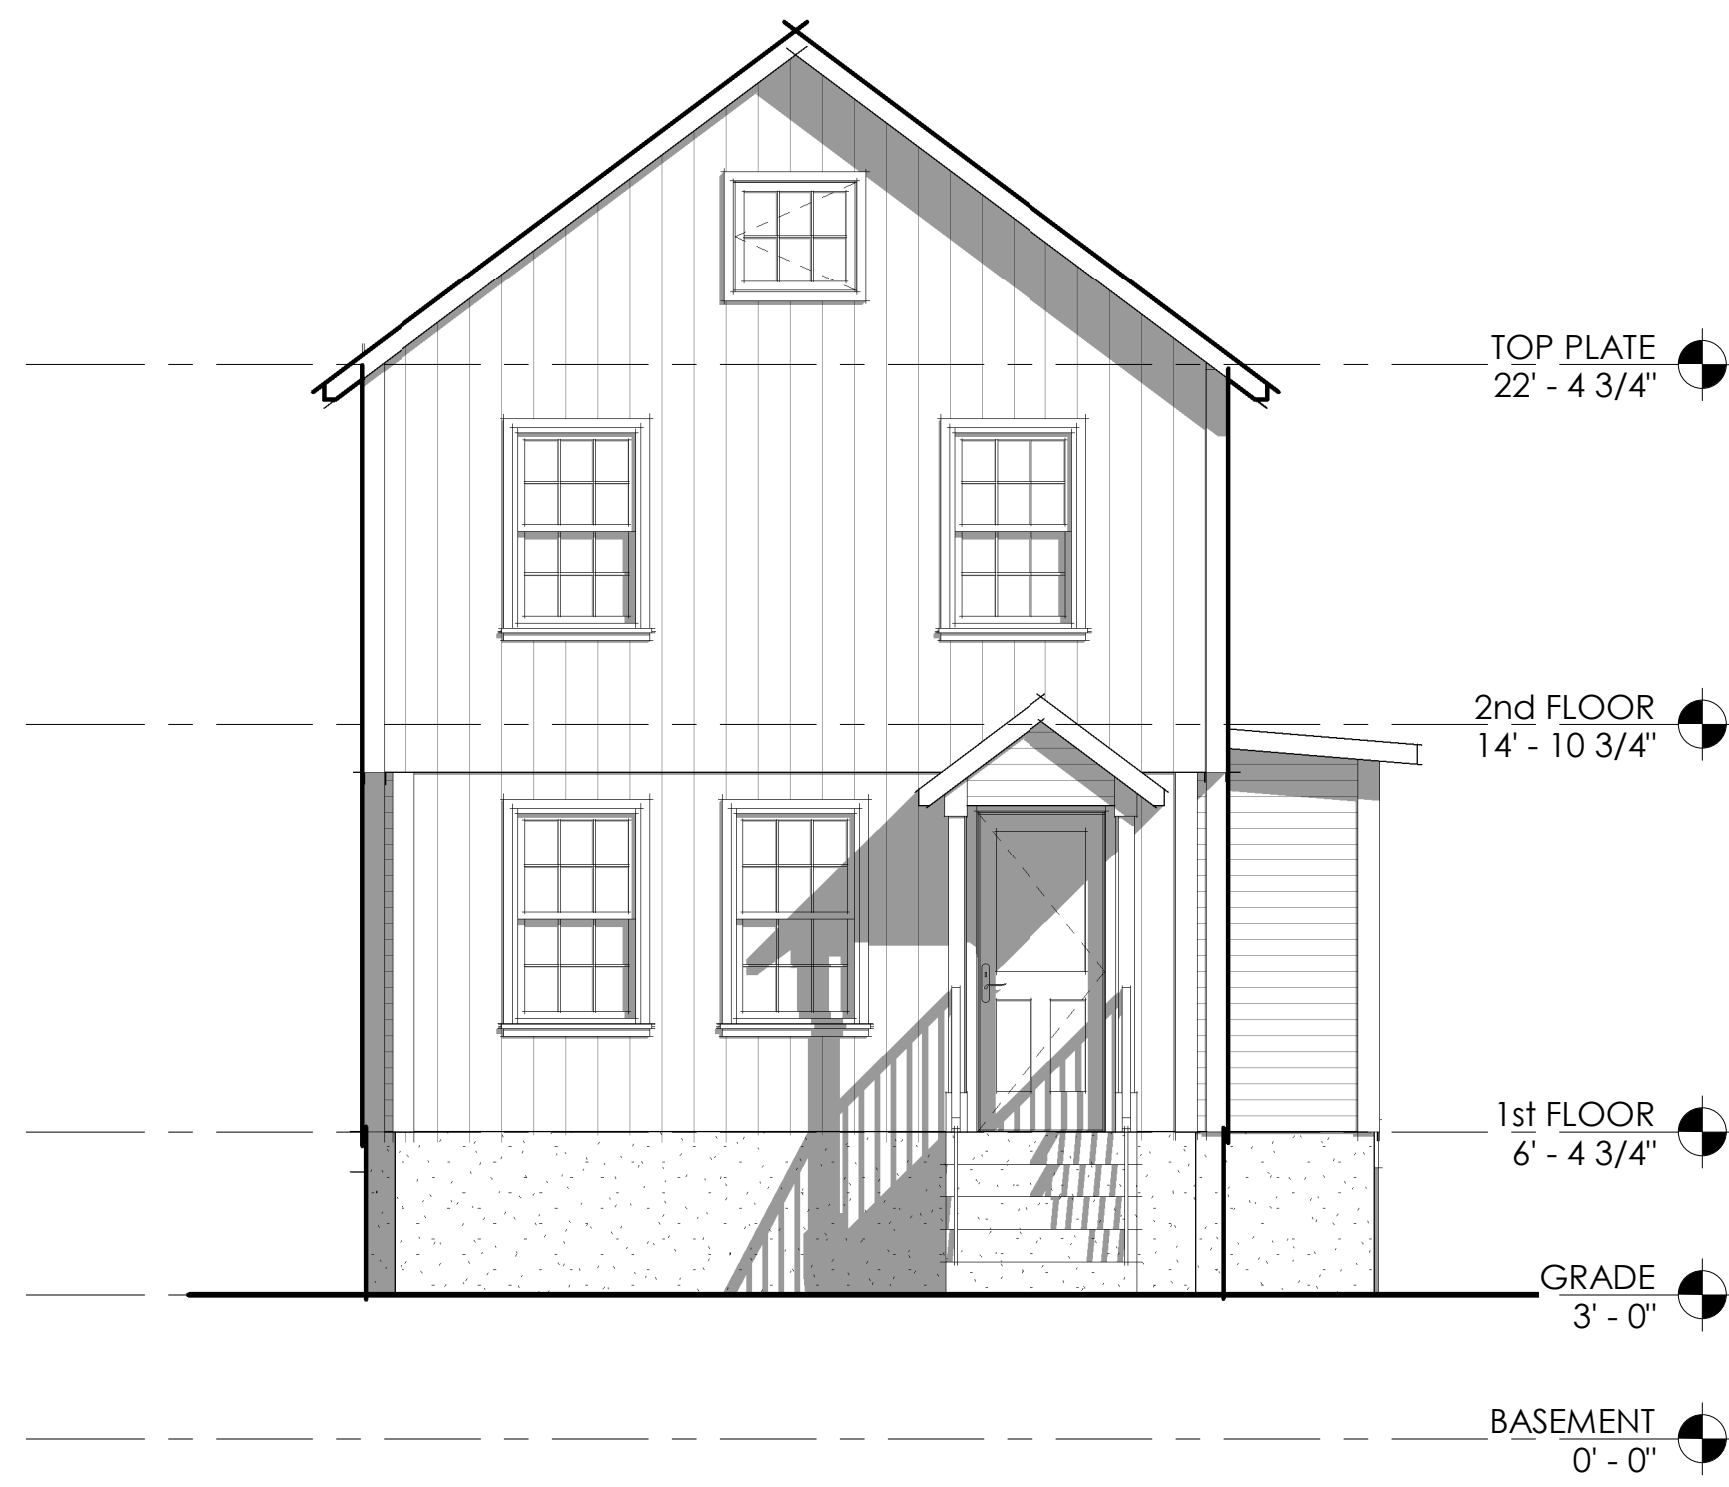 TOP PLATE
22' - 4 3/4"
2nd FLOOR
14' - 10 3/4"
1st FLOOR
6' - 4 3/4"
GRADE
3' - 0"
BASEMENT
0' - 0"